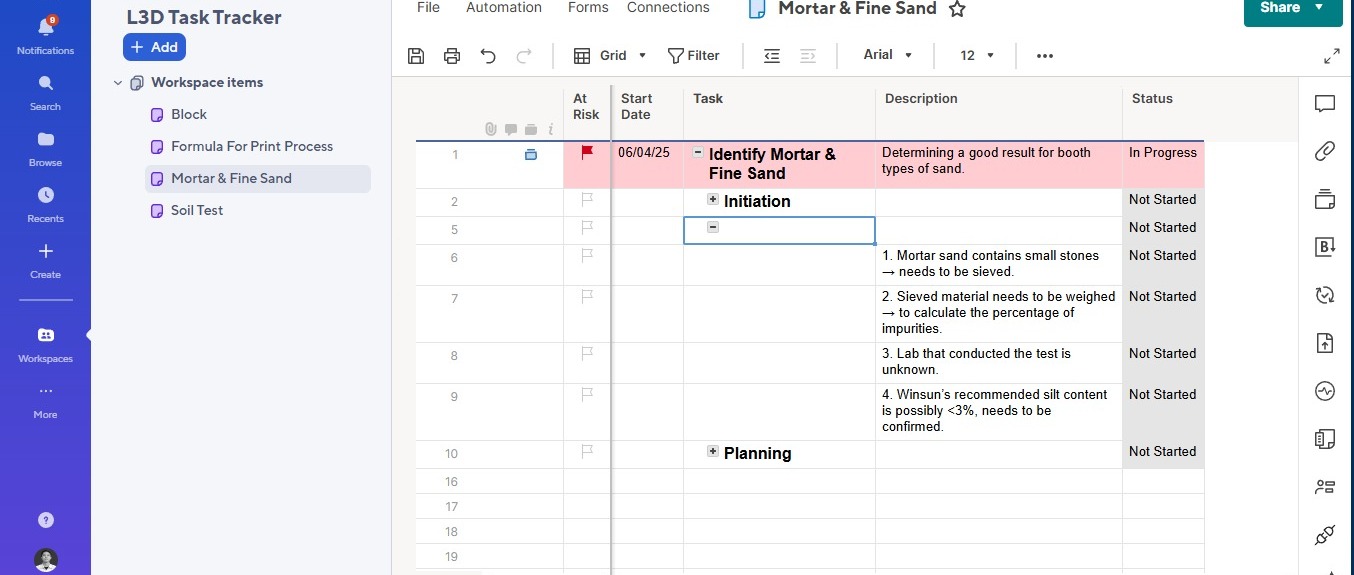 9
Notifications
Search
Browse
Recents
Create
Workspaces
More
?
L3D Task Tracker
+ Add
Workspace items
Block
Formula For Print Process
Mortar & Fine Sand
Soil Test
File Automation Forms Connections
Mortar & Fine Sand
Share
Grid Filter Arial 12
At Risk
Start Date
Task
Description
Status
1 06/04/25 Identify Mortar & Determining a good result for booth In Progress
Fine Sand types of sand.
2 Initiation Not Started
5 Not Started
6 1. Mortar sand contains small stones Not Started
→ needs to be sieved.
7 2. Sieved material needs to be weighed Not Started
→ to calculate the percentage of
impurities.
8 3. Lab that conducted the test is Not Started
unknown.
9 4. Winsun's recommended silt content Not Started
is possibly <3%, needs to be
confirmed.
10 Planning Not Started
16
17
18
19